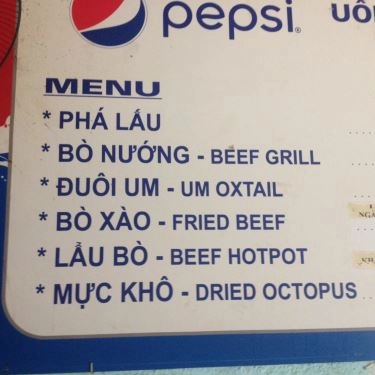 pepsi
MENU
* PHÁ LẤU
* BÒ NƯỚNG - BEEF GRILL
* ĐUÔI UM - UM OXTAIL
* BÒ XÀO - FRIED BEEF
* LẨU BÒ - BEEF HOTPOT
* MỰC KHÔ - DRIED OCTOPUS